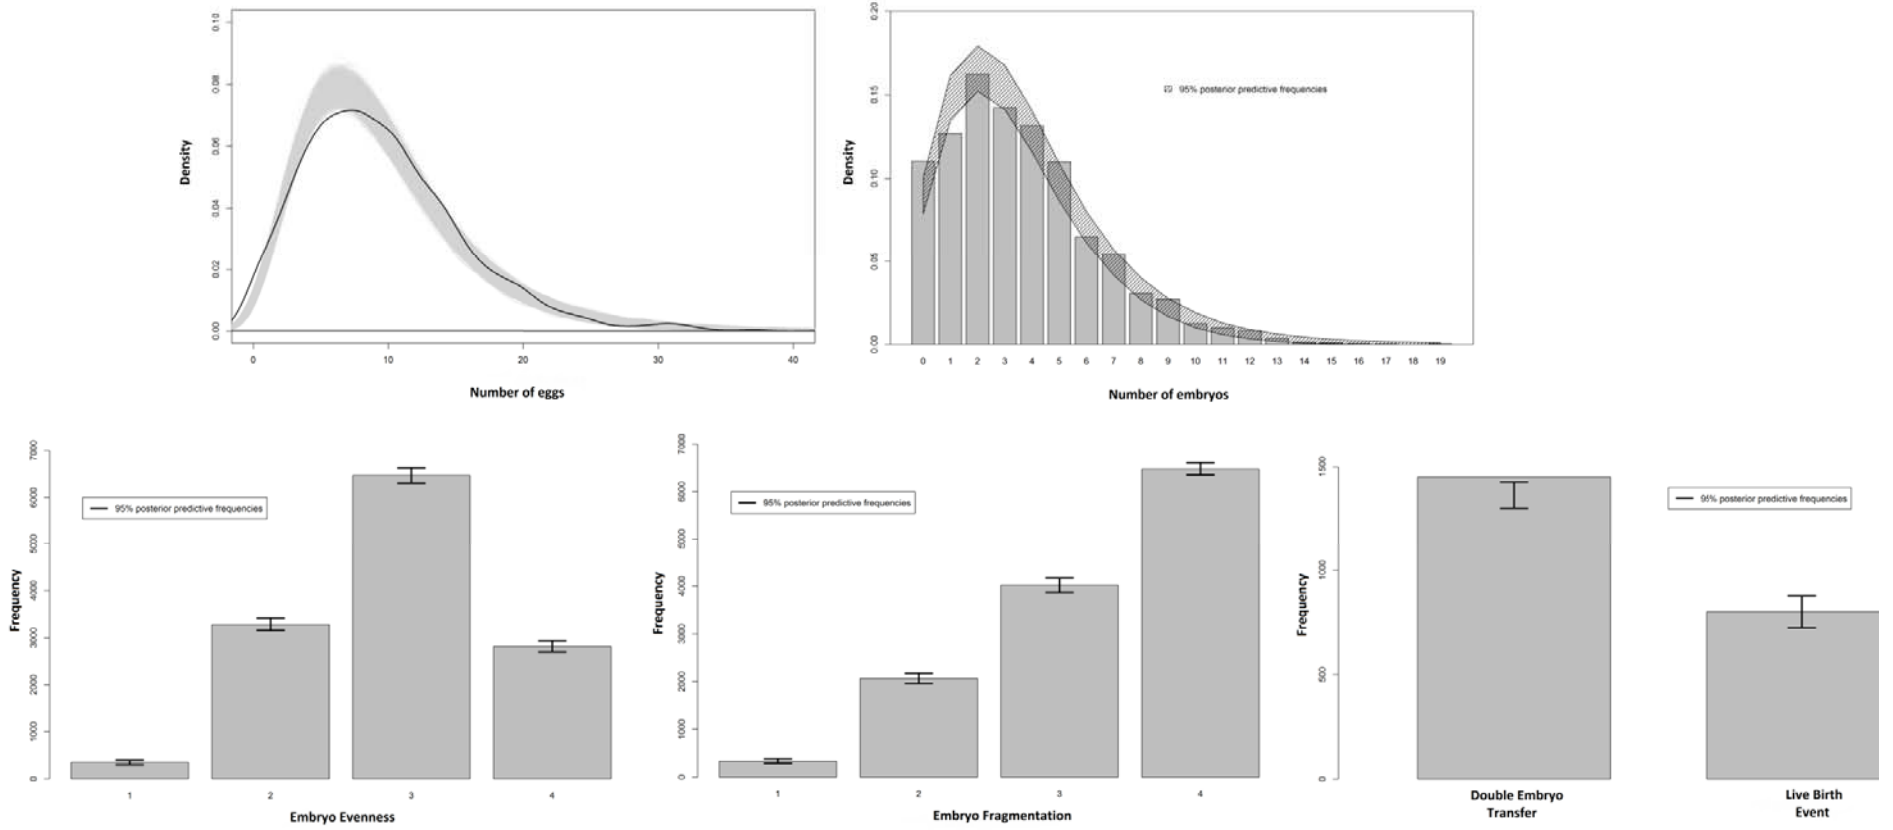 0.10
0.08
0.06
0.04
0.02
0.00
Density
0
10
20
30
40
Number of eggs
0.20
0.15
0.10
0.05
0.00
Density
95% posterior predictive frequencies
0 1 2 3 4 5 6 7 8 9 10 11 12 13 14 15 16 17 18 19
Number of embryos
7000
6000
5000
4000
3000
2000
1000
0
Frequency
95% posterior predictive frequencies
1 2 3 4
Embryo Evenness
7000
6000
5000
4000
3000
2000
1000
0
Frequency
95% posterior predictive frequencies
1 2 3 4
Embryo Fragmentation
1500
1000
500
0
Frequency
95% posterior predictive frequencies
Double Embryo
Transfer
Live Birth
Event